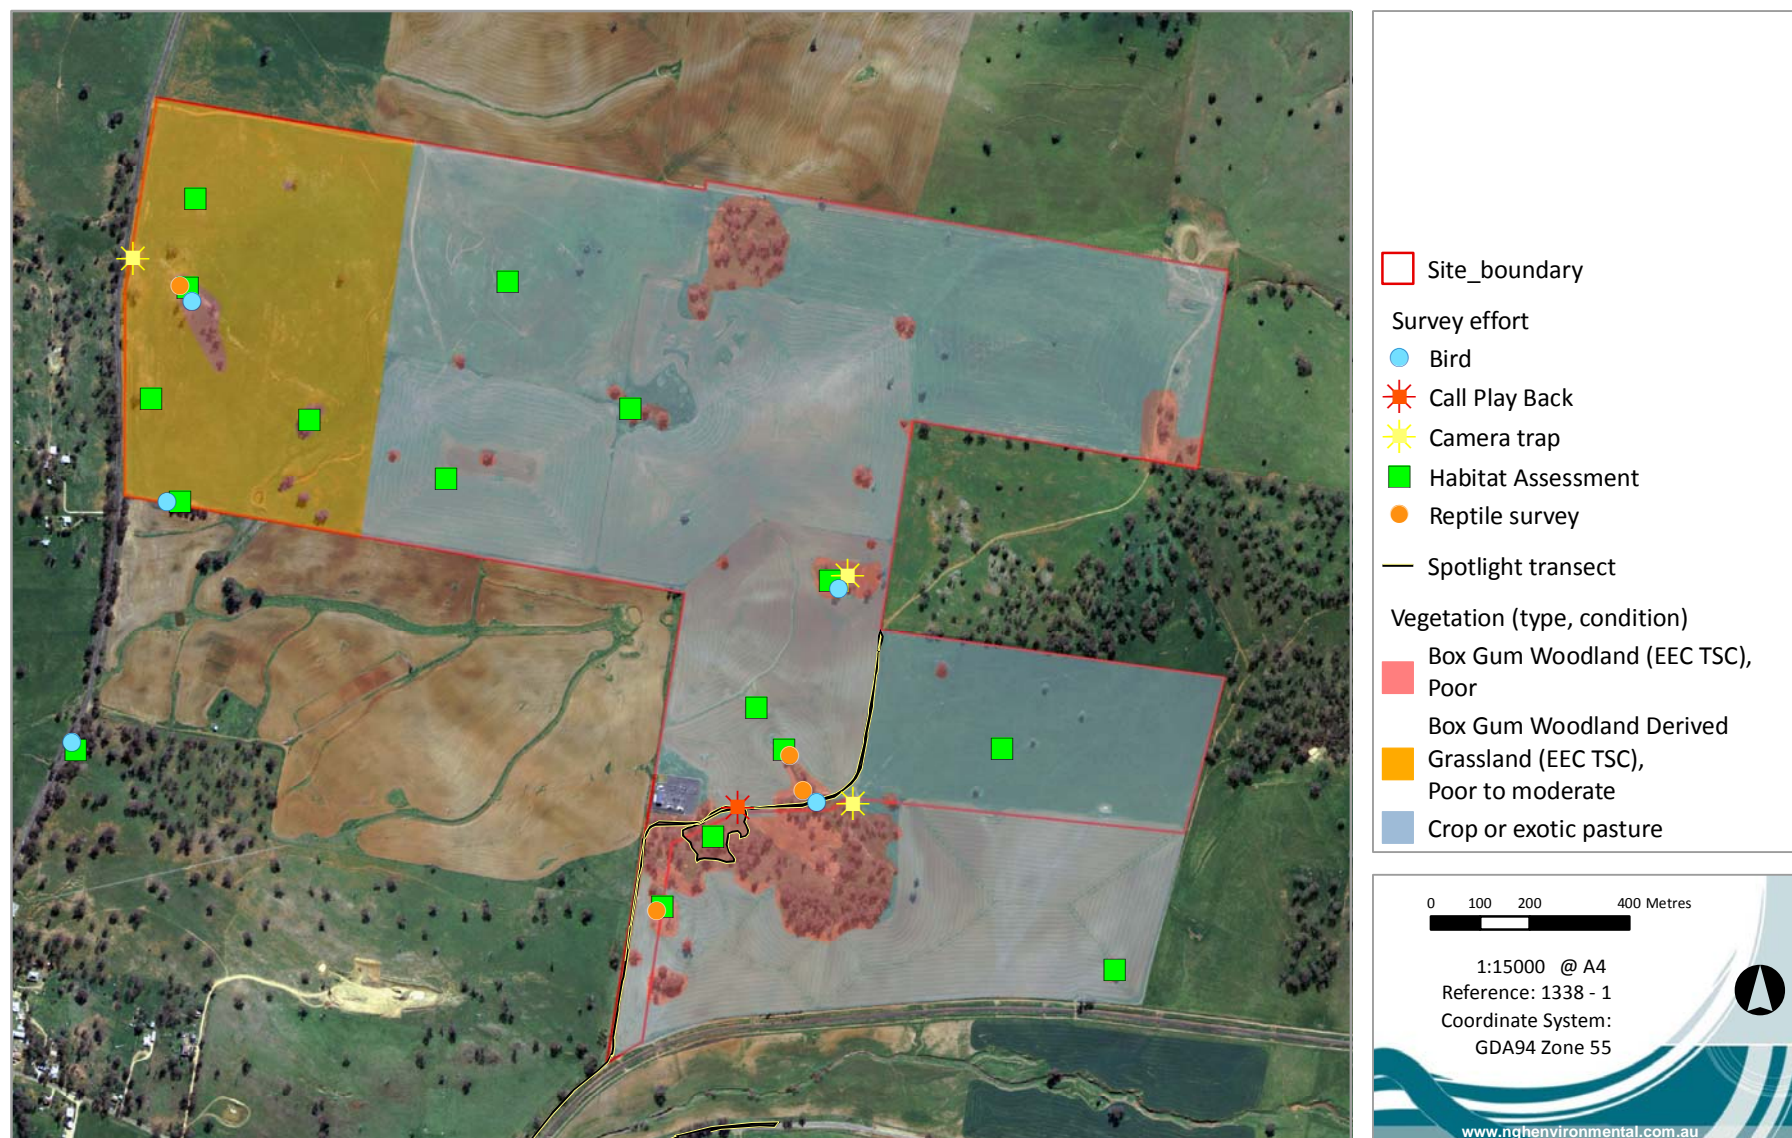 Site_boundary
Survey effort
Bird
Call Play Back
Camera trap
Habitat Assessment
Reptile survey
Spotlight transect
Vegetation (type, condition)
Box Gum Woodland (EEC TSC),
Poor
Box Gum Woodland Derived
Grassland (EEC TSC),
Poor to moderate
Crop or exotic pasture
0 100 200 400 Metres
1:15000 @ A4
Reference: 1338 - 1
Coordinate System:
GDA94 Zone 55
www.nghenvironmental.com.au